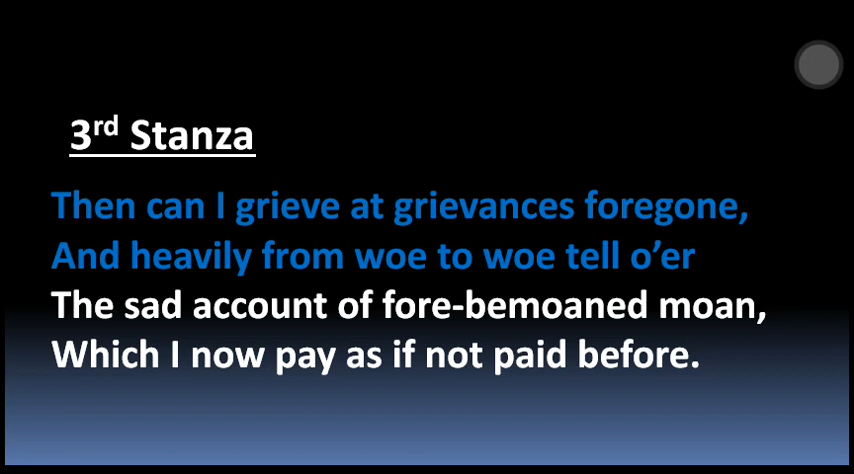 3rd Stanza
Then can I grieve at grievances foregone,
And heavily from woe to woe tell o’er
The sad account of fore-bemoaned moan,
Which I now pay as if not paid before.